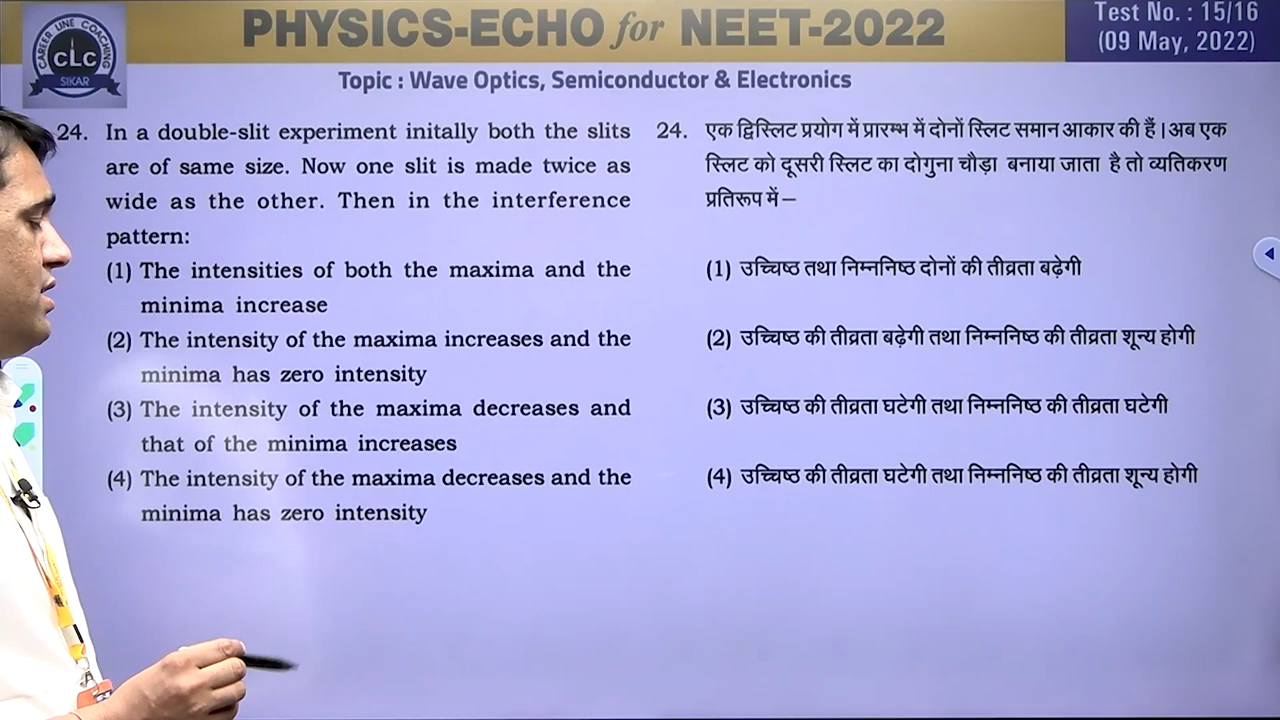 PHYSICS-ECHO for NEET-2022
Test No. : 15/16
(09 May, 2022)
CAREER LINE COACHING
CLC
SIKAR
Topic : Wave Optics, Semiconductor & Electronics
24. In a double-slit experiment initally both the slits
are of same size. Now one slit is made twice as
wide as the other. Then in the interference
pattern:
(1) The intensities of both the maxima and the
minima increase
(2) The intensity of the maxima increases and the
minima has zero intensity
(3) The intensity of the maxima decreases and
that of the minima increases
(4) The intensity of the maxima decreases and the
minima has zero intensity
24. एक द्विस्लिट प्रयोग में प्रारम्भ में दोनों स्लिट समान आकार की हैं। अब एक
स्लिट को दूसरी स्लिट का दोगुना चौड़ा बनाया जाता है तो व्यतिकरण
प्रतिरूप में –
(1) उच्चिष्ठ तथा निम्ननिष्ठ दोनों की तीव्रता बढ़ेगी
(2) उच्चिष्ठ की तीव्रता बढ़ेगी तथा निम्ननिष्ठ की तीव्रता शून्य होगी
(3) उच्चिष्ठ की तीव्रता घटेगी तथा निम्ननिष्ठ की तीव्रता घटेगी
(4) उच्चिष्ठ की तीव्रता घटेगी तथा निम्ननिष्ठ की तीव्रता शून्य होगी